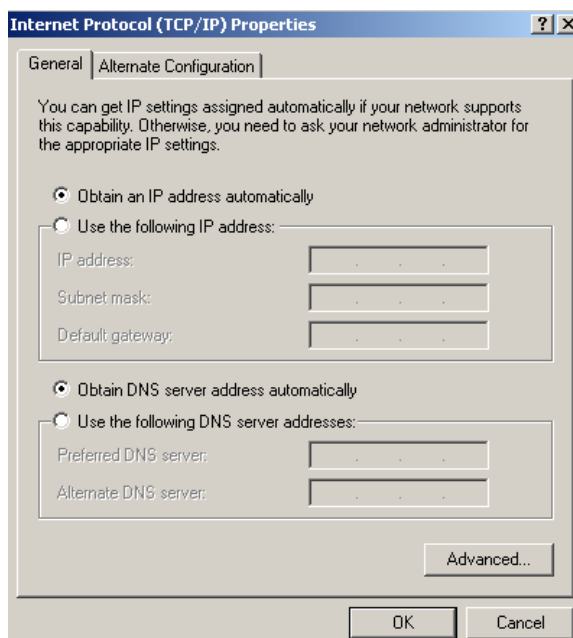 Internet Protocol (TCP/IP) Properties ? X
General Alternate Configuration
You can get IP settings assigned automatically if your network supports
this capability. Otherwise, you need to ask your network administrator for
the appropriate IP settings.
Obtain an IP address automatically
Use the following IP address:
IP address:
Subnet mask:
Default gateway:
Obtain DNS server address automatically
Use the following DNS server addresses:
Preferred DNS server:
Alternate DNS server:
Advanced...
OK Cancel